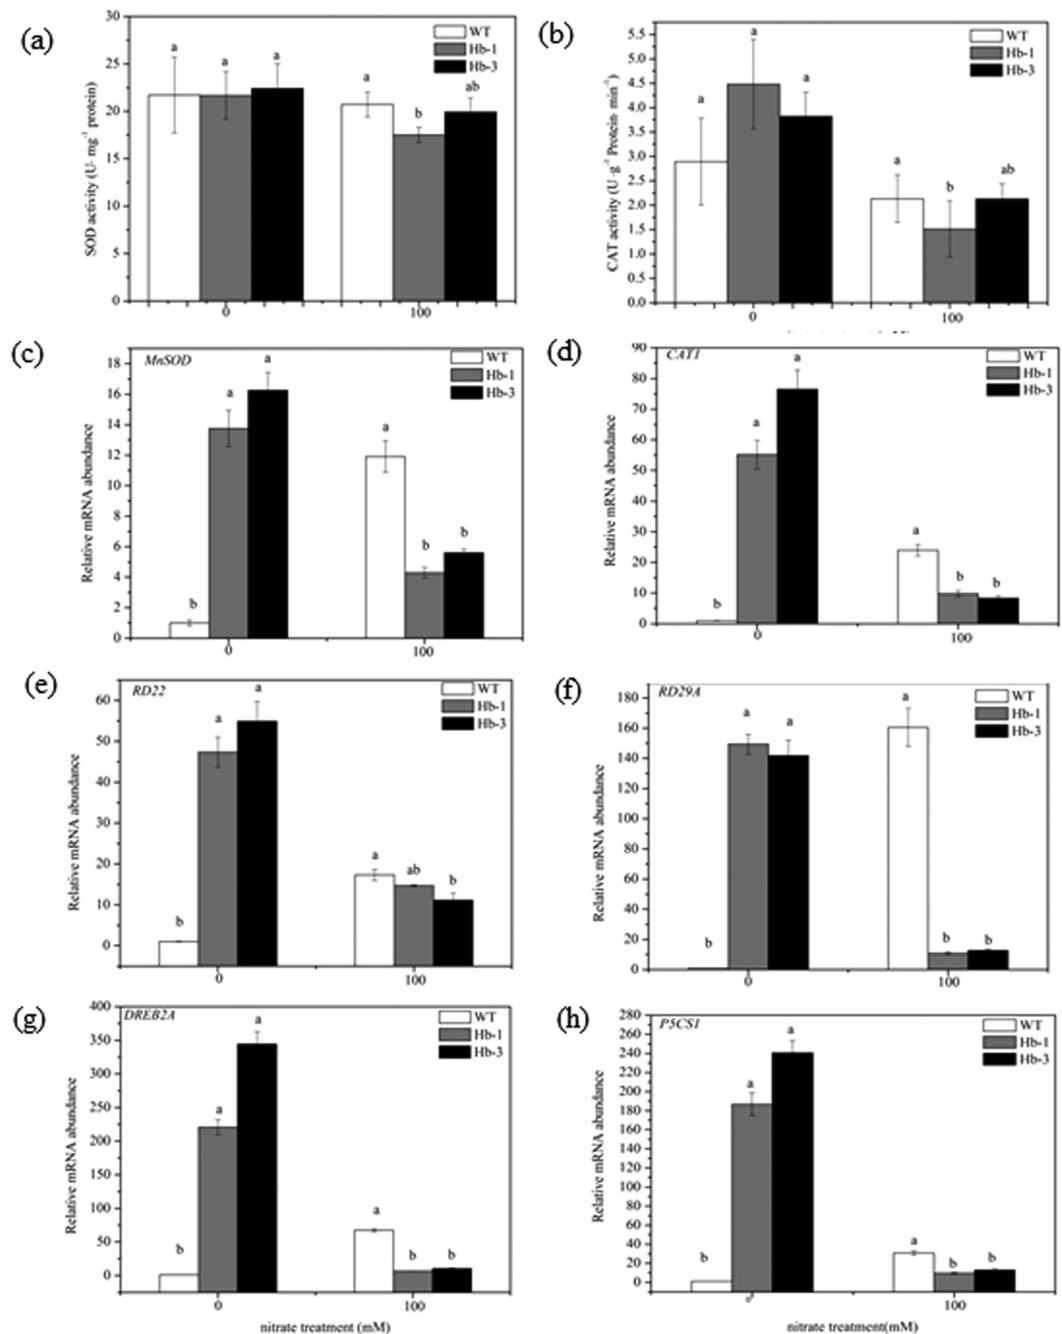 (a)
SOD activity (U· mg⁻¹ protein)
30
25
20
15
10
5
0
a
a
a
a
b
ab
WT
Hb-1
Hb-3
0
100
(b)
CAT activity (U ·g⁻¹ Protein· min⁻¹)
5.5
5.0
4.5
4.0
3.5
3.0
2.5
2.0
1.5
1.0
0.5
0.0
a
a
a
a
b
ab
WT
Hb-1
Hb-3
0
100
(c)
MnSOD
Relative mRNA abundance
18
16
14
12
10
8
6
4
2
0
b
a
a
a
b
b
WT
Hb-1
Hb-3
0
100
(d)
CAT1
Relative mRNA abundance
90
80
70
60
50
40
30
20
10
0
b
a
a
a
b
b
WT
Hb-1
Hb-3
0
100
(e)
RD22
Relative mRNA abundance
60
50
40
30
20
10
0
b
a
a
a
ab
b
WT
Hb-1
Hb-3
0
100
(f)
RD29A
Relative mRNA abundance
180
160
140
120
100
80
60
40
20
0
b
a
a
a
b
b
WT
Hb-1
Hb-3
0
100
(g)
DREB2A
Relative mRNA abundance
400
350
300
250
200
150
100
50
0
b
a
a
a
b
b
WT
Hb-1
Hb-3
0
100
nitrate treatment (mM)
(h)
P5CS1
Relative mRNA abundance
280
260
240
220
200
180
160
140
120
100
80
60
40
20
0
b
a
a
a
b
b
WT
Hb-1
Hb-3
0
100
nitrate treatment(mM)